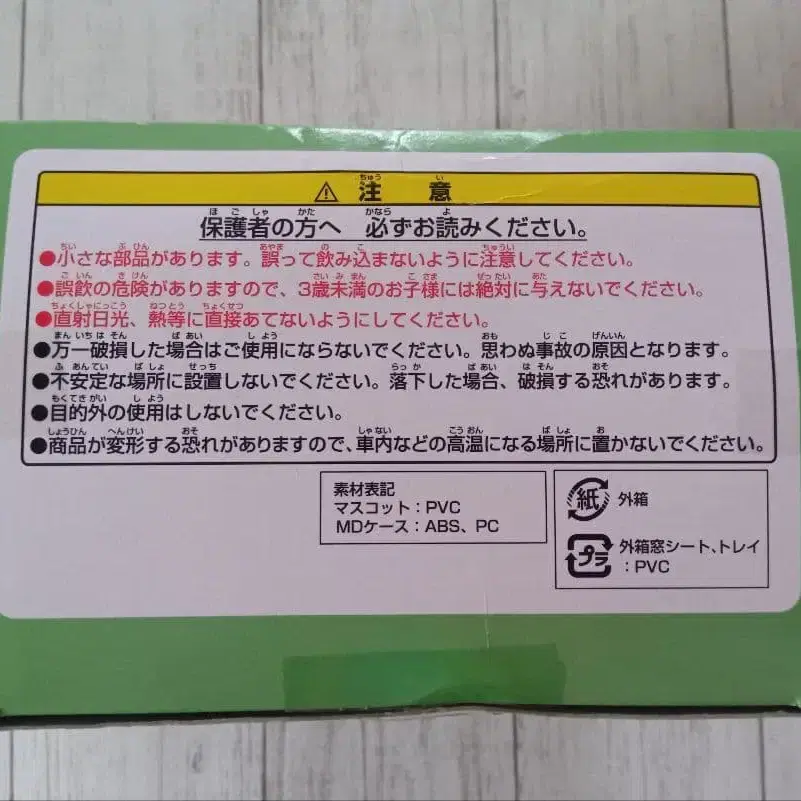 ⚠ 注意
保護者の方へ 必ずお読みください。
●小さな部品があります。誤って飲み込まないように注意してください。
●誤飲の危険がありますので、3歳未満のお子様には絶対に与えないでください。
●直射日光、熱等に直接あてないようにしてください。
●万一破損した場合はご使用にならないでください。思わぬ事故の原因となります。
●不安定な場所に設置しないでください。落下した場合、破損する恐れがあります。
●目的外の使用はしないでください。
●商品が変形する恐れがありますので、車内などの高温になる場所に置かないでください。
素材表記
マスコット：PVC
MDケース：ABS、PC
紙 外箱
プラ 外箱窓シート、トレイ
：PVC